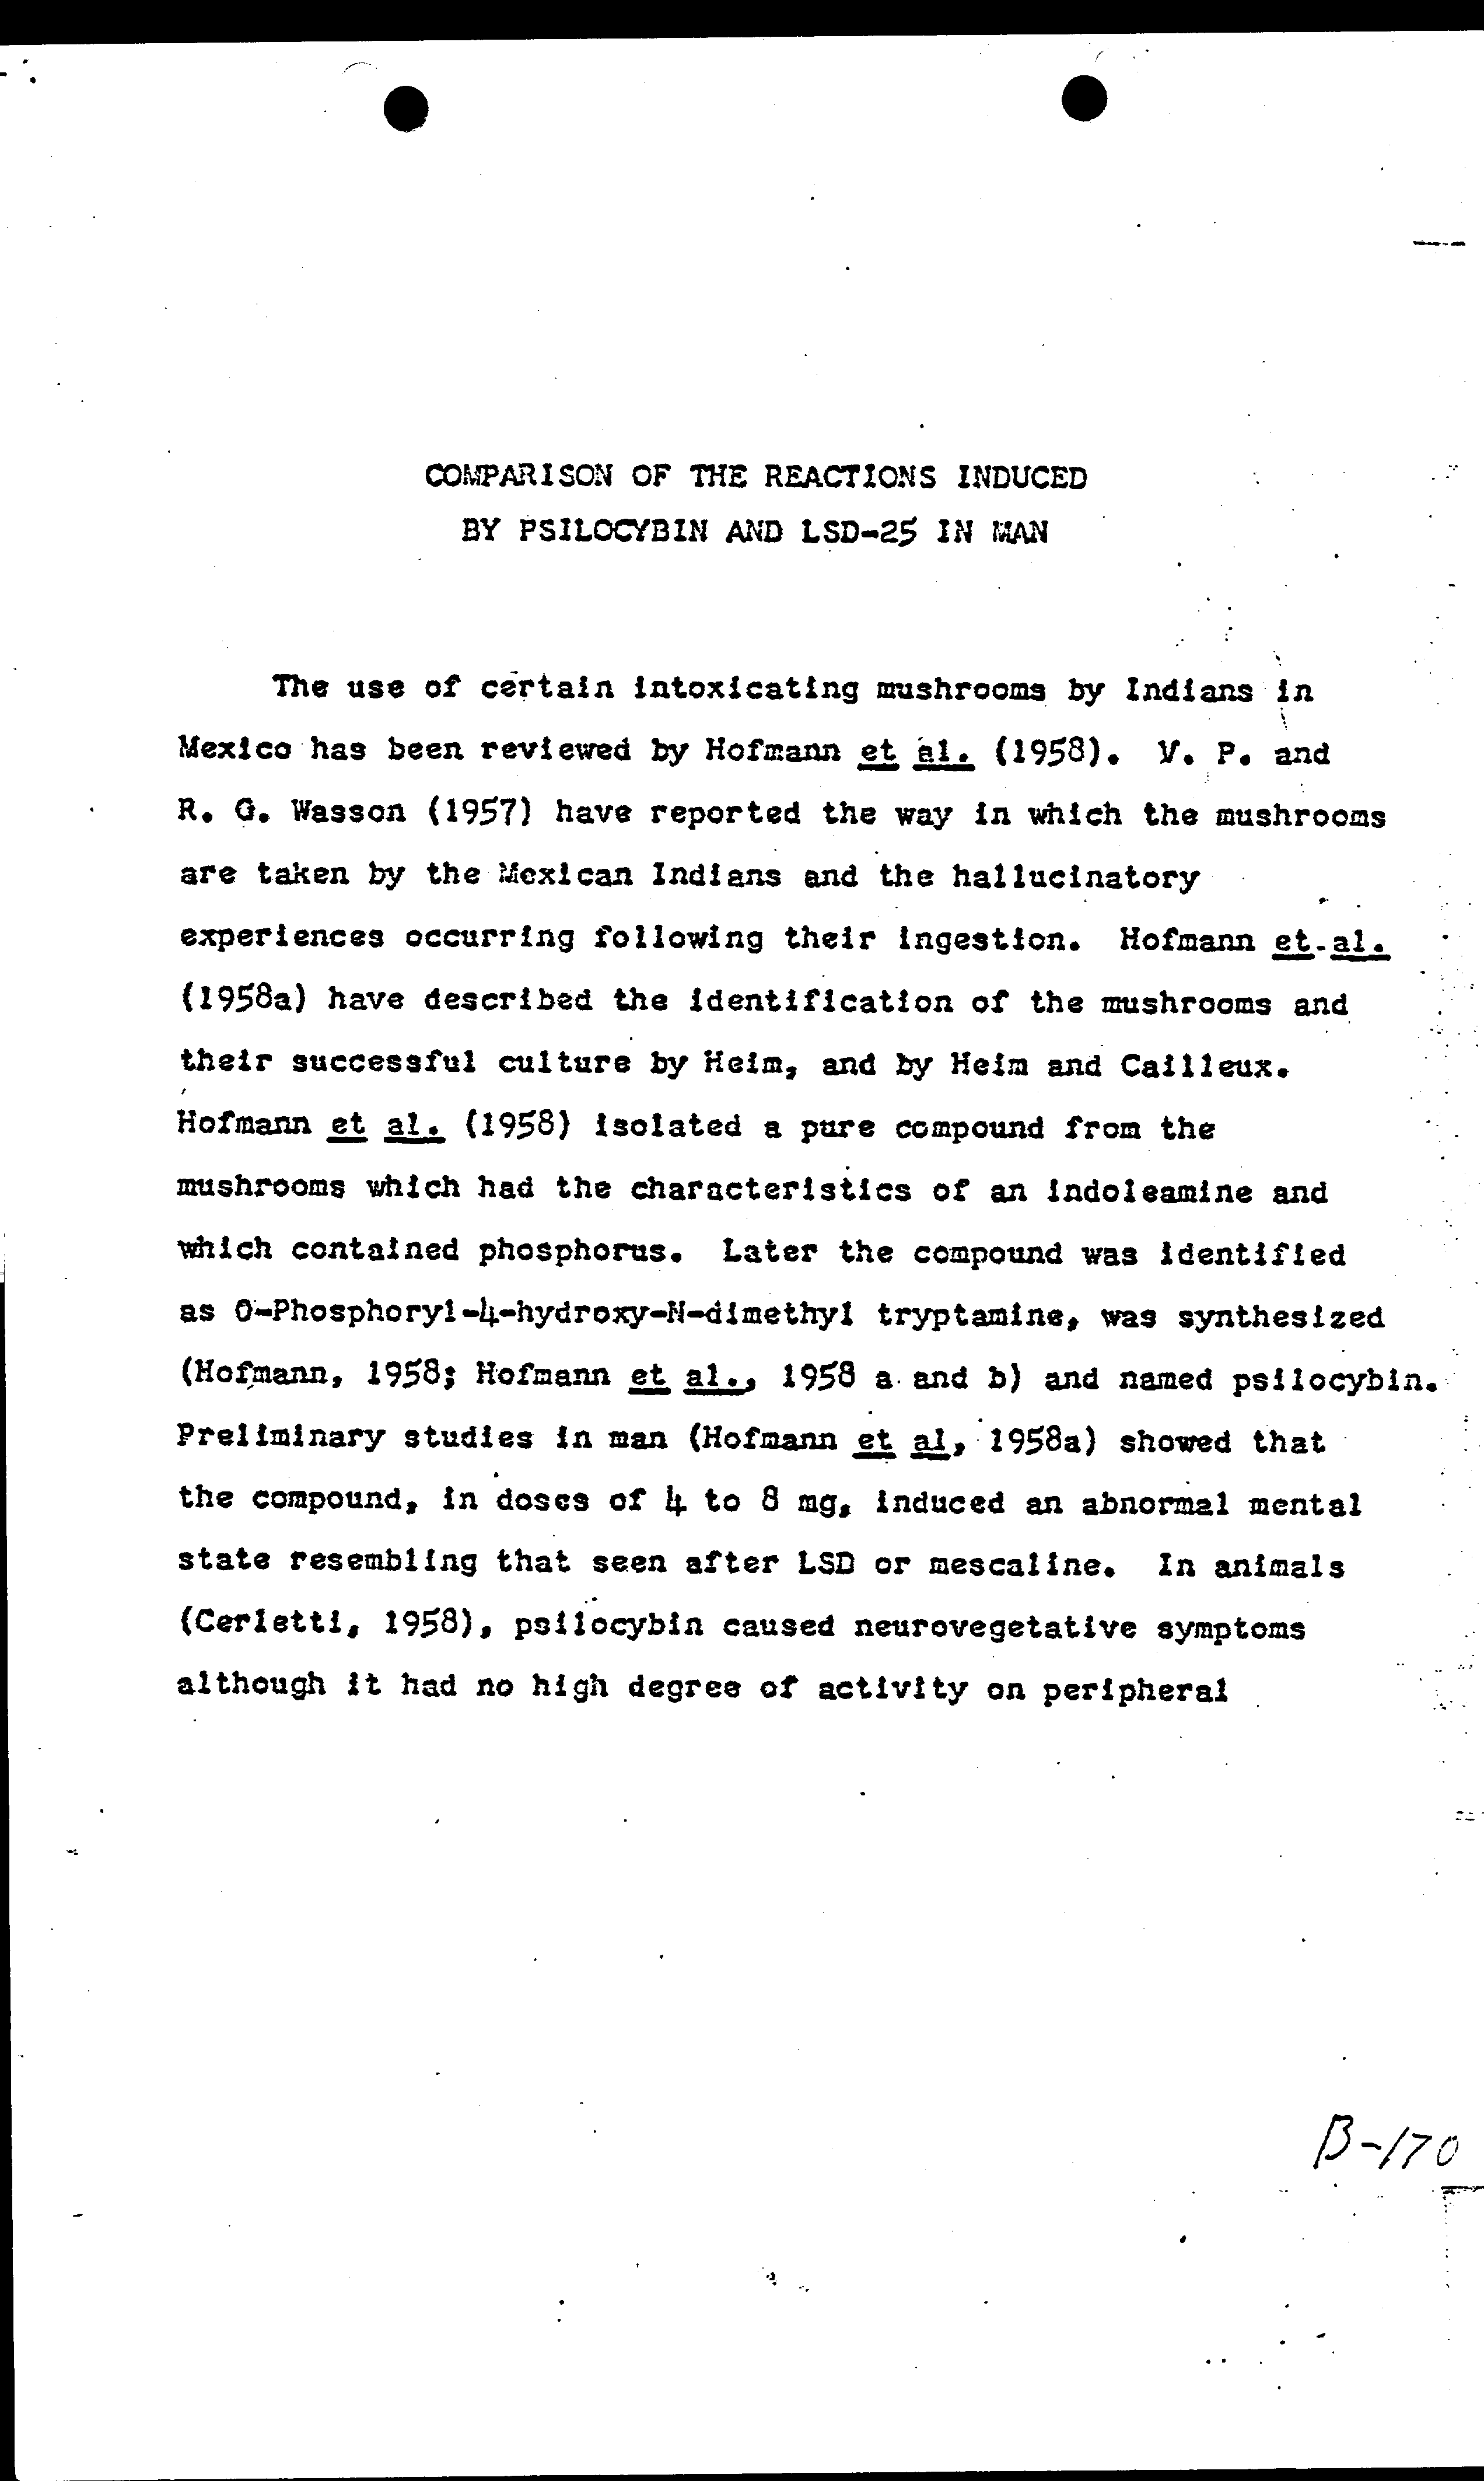 COMPARISON OF THE REACTIONS INDUCED
BY PSILOCYBIN AND LSD-25 IN MAN
The use of certain intoxicating mushrooms by Indians in
Mexico has been reviewed by Hofmann et al. (1958). V. P. and
R. G. Wasson (1957) have reported the way in which the mushrooms
are taken by the Mexican Indians and the hallucinatory
experiences occurring following their ingestion. Hofmann et al.
(1958a) have described the identification of the mushrooms and
their successful culture by Heim, and by Heim and Cailleux.
Hofmann et al. (1958) isolated a pure compound from the
mushrooms which had the characteristics of an indoleamine and
which contained phosphorus. Later the compound was identified
as O-Phosphoryl-4-hydroxy-N-dimethyl tryptamine, was synthesized
(Hofmann, 1958; Hofmann et al., 1958 a and b) and named psilocybin.
Preliminary studies in man (Hofmann et al, 1958a) showed that
the compound, in doses of 4 to 8 mg, induced an abnormal mental
state resembling that seen after LSD or mescaline. In animals
(Cerletti, 1958), psilocybin caused neurovegetative symptoms
although it had no high degree of activity on peripheral
B-170